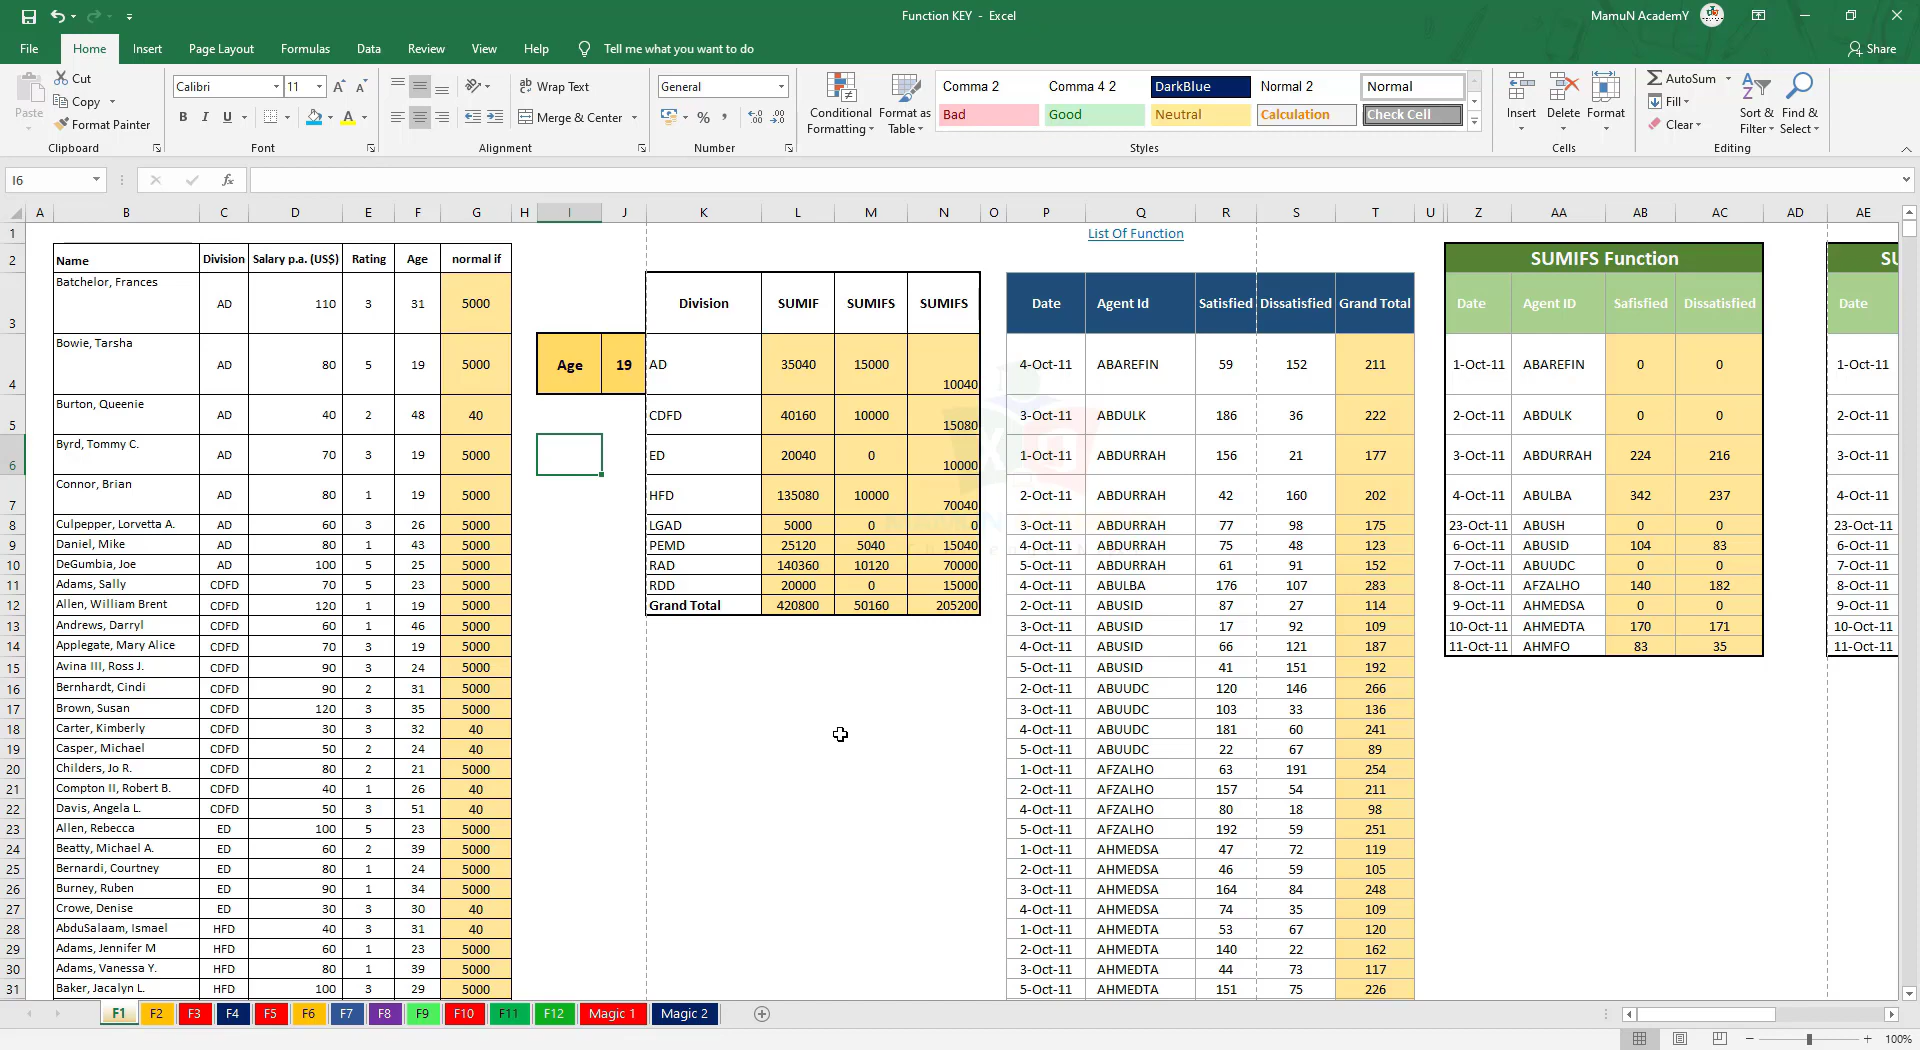 Function KEY - Excel
MamuN AcademY
File Home Insert Page Layout Formulas Data Review View Help Tell me what you want to do Share
Paste Cut Calibri 11 Wrap Text General Comma 2 Comma 4 2 DarkBlue Normal 2 Normal AutoSum
Copy Conditional Formatting Format as Table Insert Delete Format Fill Sort & Filter Find & Select
Format Painter B I U Merge & Center % Bad Good Neutral Calculation Check Cell Clear
Clipboard Font Alignment Number Styles Cells Editing
I6 fx
A B C D E F G H I J K L M N O P Q R S T U Z AA AB AC AD AE
1 List Of Function
2 Name Division Salary p.a. (US$) Rating Age normal if SUMIFS Function SU
3 Batchelor, Frances AD 110 3 31 5000 Division SUMIF SUMIFS SUMIFS Date Agent Id Satisfied Dissatisfied Grand Total Date Agent ID Safisfied Dissatisfied Date
4 Bowie, Tarsha AD 80 5 19 5000 Age 19 AD 35040 15000 10040 4-Oct-11 ABAREFIN 59 152 211 1-Oct-11 ABAREFIN 0 0 1-Oct-11
5 Burton, Queenie AD 40 2 48 40 CDFD 40160 10000 15080 3-Oct-11 ABDULK 186 36 222 2-Oct-11 ABDULK 0 0 2-Oct-11
6 Byrd, Tommy C. AD 70 3 19 5000 ED 20040 0 10000 1-Oct-11 ABDURRAH 156 21 177 3-Oct-11 ABDURRAH 224 216 3-Oct-11
7 Connor, Brian AD 80 1 19 5000 HFD 135080 10000 70040 2-Oct-11 ABDURRAH 42 160 202 4-Oct-11 ABULBA 342 237 4-Oct-11
8 Culpepper, Lorvetta A. AD 60 3 26 5000 LGAD 5000 0 0 3-Oct-11 ABDURRAH 77 98 175 23-Oct-11 ABUSH 0 0 23-Oct-11
9 Daniel, Mike AD 80 1 43 5000 PEMD 25120 5040 15040 4-Oct-11 ABDURRAH 75 48 123 6-Oct-11 ABUSID 104 83 6-Oct-11
10 DeGumbia, Joe AD 100 5 25 5000 RAD 140360 10120 70000 5-Oct-11 ABDURRAH 61 91 152 7-Oct-11 ABUUDC 0 0 7-Oct-11
11 Adams, Sally CDFD 70 5 23 5000 RDD 20000 0 15000 4-Oct-11 ABULBA 176 107 283 8-Oct-11 AFZALHO 140 182 8-Oct-11
12 Allen, William Brent CDFD 120 1 19 5000 Grand Total 420800 50160 205200 2-Oct-11 ABUSID 87 27 114 9-Oct-11 AHMEDSA 0 0 9-Oct-11
13 Andrews, Darryl CDFD 60 1 46 5000 3-Oct-11 ABUSID 17 92 109 10-Oct-11 AHMEDTA 170 171 10-Oct-11
14 Applegate, Mary Alice CDFD 70 3 19 5000 4-Oct-11 ABUSID 66 121 187 11-Oct-11 AHMFO 83 35 11-Oct-11
15 Avina III, Ross J. CDFD 90 3 24 5000 5-Oct-11 ABUSID 41 151 192
16 Bernhardt, Cindi CDFD 90 2 31 5000 2-Oct-11 ABUUDC 120 146 266
17 Brown, Susan CDFD 120 3 35 5000 3-Oct-11 ABUUDC 103 33 136
18 Carter, Kimberly CDFD 30 3 32 40 4-Oct-11 ABUUDC 181 60 241
19 Casper, Michael CDFD 50 2 24 40 5-Oct-11 ABUUDC 22 67 89
20 Childers, Jo R. CDFD 80 2 21 5000 1-Oct-11 AFZALHO 63 191 254
21 Compton II, Robert B. CDFD 40 1 26 40 2-Oct-11 AFZALHO 157 54 211
22 Davis, Angela L. CDFD 50 3 51 40 4-Oct-11 AFZALHO 80 18 98
23 Allen, Rebecca ED 100 5 23 5000 5-Oct-11 AFZALHO 192 59 251
24 Beatty, Michael A. ED 60 2 39 5000 1-Oct-11 AHMEDSA 47 72 119
25 Bernardi, Courtney ED 80 1 24 5000 2-Oct-11 AHMEDSA 46 59 105
26 Burney, Ruben ED 90 1 34 5000 3-Oct-11 AHMEDSA 164 84 248
27 Crowe, Denise ED 30 3 30 40 4-Oct-11 AHMEDSA 74 35 109
28 AbduSalaam, Ismael HFD 40 3 31 40 1-Oct-11 AHMEDTA 53 67 120
29 Adams, Jennifer M HFD 60 1 23 5000 2-Oct-11 AHMEDTA 140 22 162
30 Adams, Vanessa Y. HFD 80 1 39 5000 3-Oct-11 AHMEDTA 44 73 117
31 Baker, Jacalyn L. HFD 100 3 29 5000 5-Oct-11 AHMEDTA 151 75 226
F1 F2 F3 F4 F5 F6 F7 F8 F9 F10 F11 F12 Magic 1 Magic 2
100%